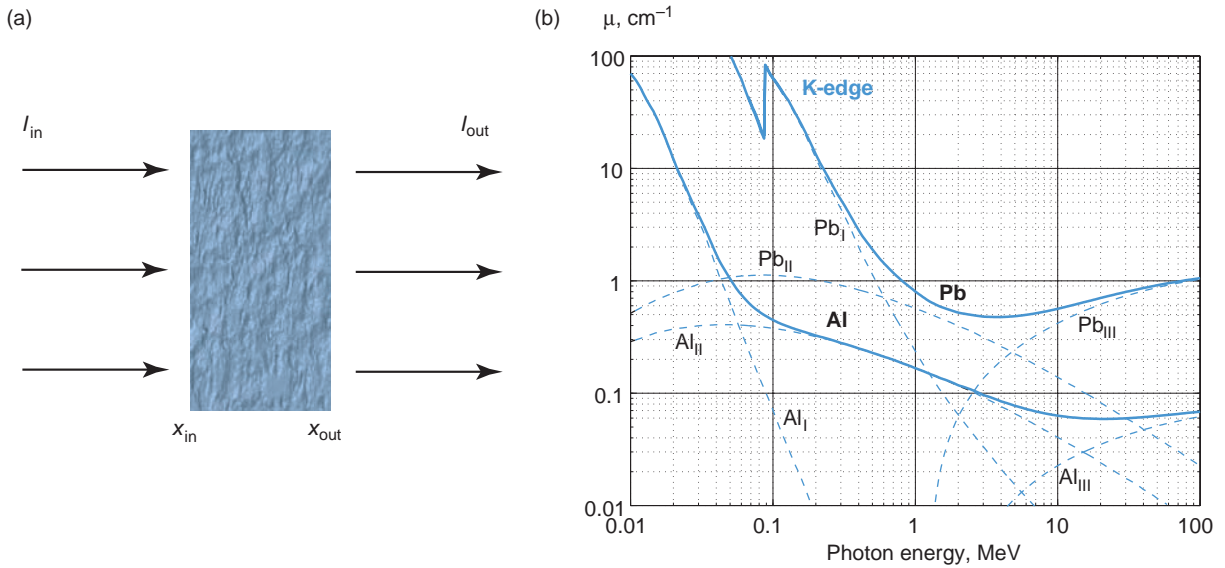 (a)
I_in
I_out
x_in
x_out
(b)
μ, cm⁻¹
100
10
1
0.1
0.01
K-edge
Pb_I
Pb_II
Pb
Al
Al_II
Pb_III
Al_I
Al_III
0.01 0.1 1 10 100
Photon energy, MeV